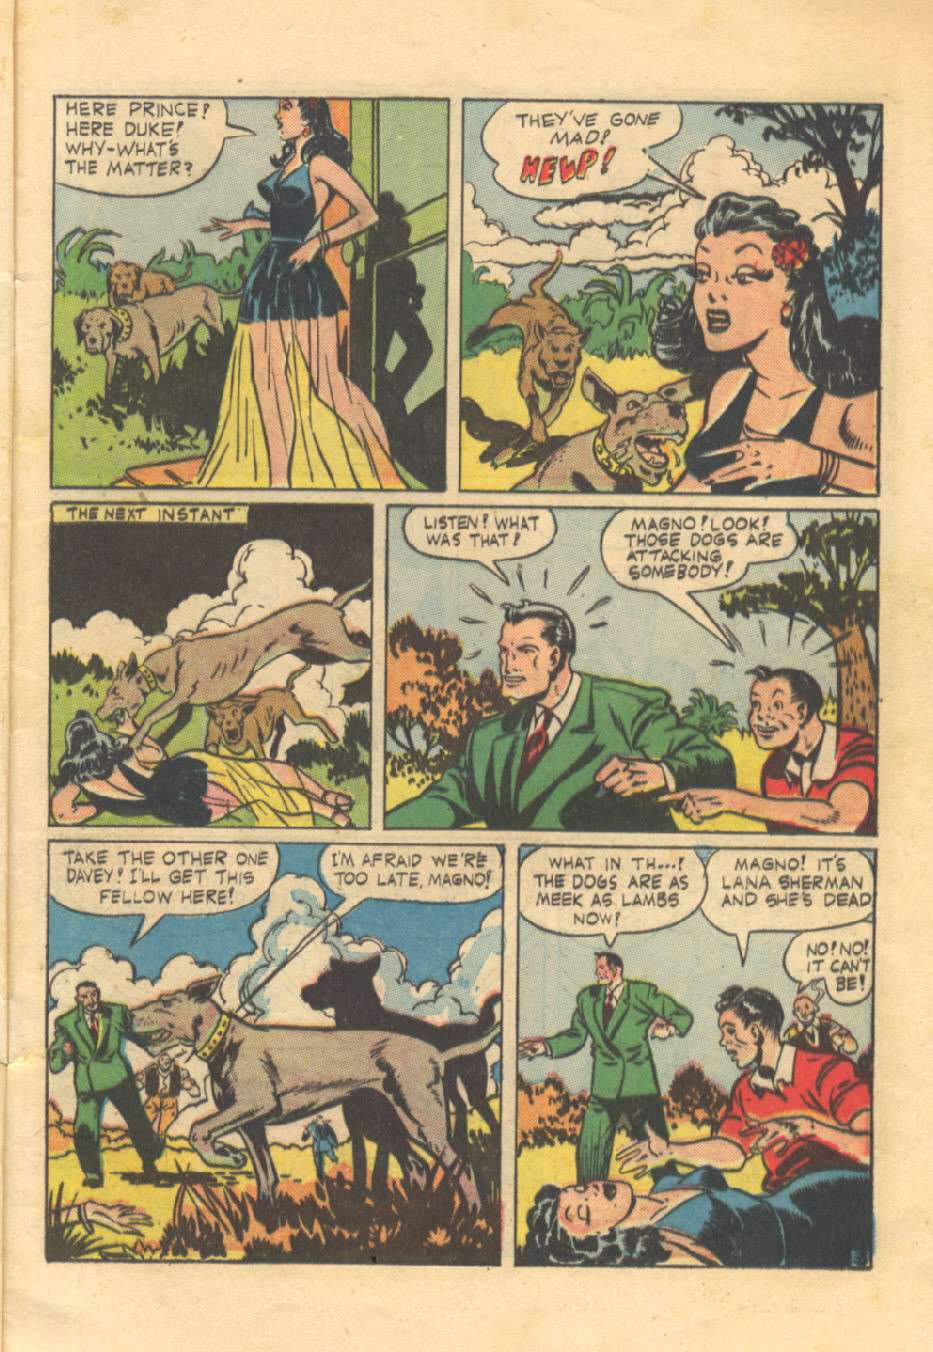 HERE PRINCE!
HERE DUKE!
WHY-WHAT'S
THE MATTER?
THEY'VE GONE
MAD!
HELP!
THE NEXT INSTANT
LISTEN! WHAT
WAS THAT?
MAGNO! LOOK!
THOSE DOGS ARE
ATTACKING
SOMEBODY!
TAKE THE OTHER ONE
DAVEY! I'LL GET THIS
FELLOW HERE!
I'M AFRAID WE'RE
TOO LATE, MAGNO!
WHAT IN TH...!
THE DOGS ARE AS
MEEK AS LAMBS
NOW!
MAGNO! IT'S
LANA SHERMAN
AND SHE'S DEAD
NO! NO!
IT CAN'T
BE!